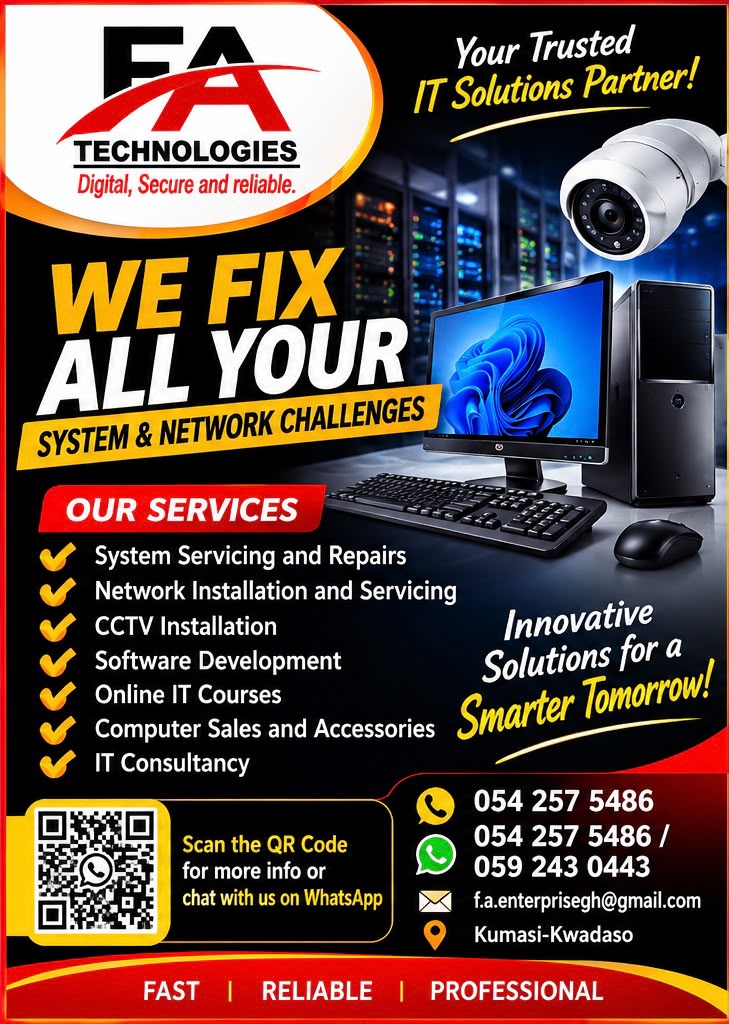 FA
TECHNOLOGIES
Digital, Secure and reliable.
Your Trusted
IT Solutions Partner!
WE FIX
ALL YOUR
SYSTEM & NETWORK CHALLENGES
OUR SERVICES
System Servicing and Repairs
Network Installation and Servicing
CCTV Installation
Software Development
Online IT Courses
Computer Sales and Accessories
IT Consultancy
Innovative
Solutions for a
Smarter Tomorrow!
Scan the QR Code
for more info or
chat with us on WhatsApp
054 257 5486
054 257 5486 /
059 243 0443
f.a.enterprisegh@gmail.com
Kumasi-Kwadaso
FAST | RELIABLE | PROFESSIONAL